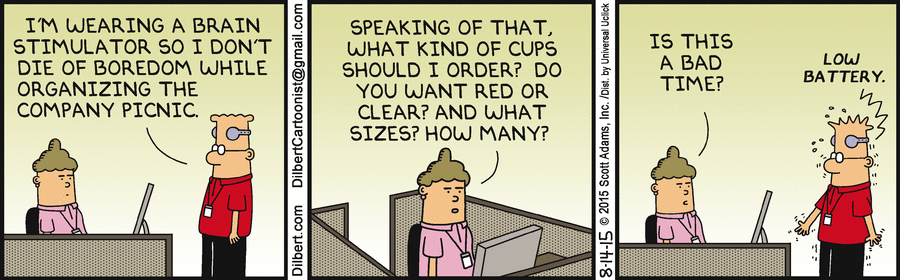 I'M WEARING A BRAIN
STIMULATOR SO I DON'T
DIE OF BOREDOM WHILE
ORGANIZING THE
COMPANY PICNIC.
Dilbert.com DilbertCartoonist@gmail.com
SPEAKING OF THAT,
WHAT KIND OF CUPS
SHOULD I ORDER? DO
YOU WANT RED OR
CLEAR? AND WHAT
SIZES? HOW MANY?
8-14-15 © 2015 Scott Adams, Inc. /Dist. by Universal Uclick
IS THIS
A BAD
TIME?
LOW
BATTERY.